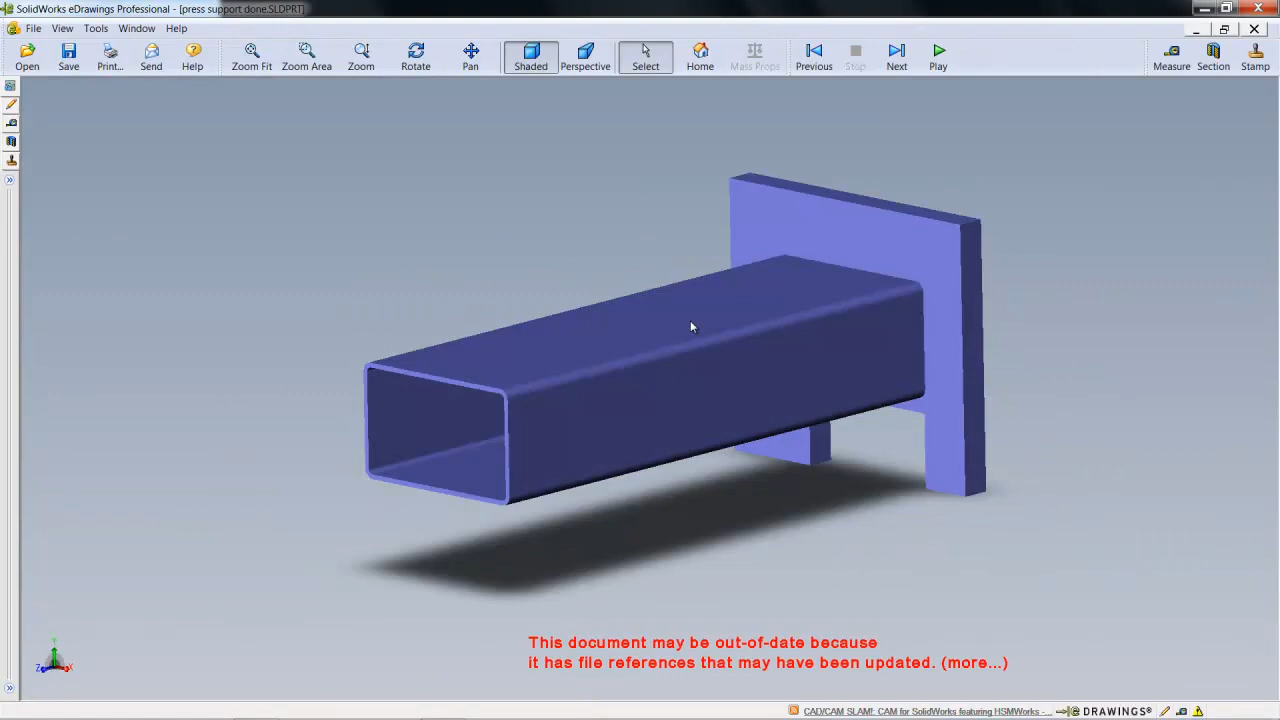 SolidWorks eDrawings Professional - [press support done.SLDPRT]
File View Tools Window Help
Open Save Print... Send Help Zoom Fit Zoom Area Zoom Rotate Pan Shaded Perspective Select Home Mass Props Previous Stop Next Play Measure Section Stamp
This document may be out-of-date because
it has file references that may have been updated. (more...)
Y
Z X
CAD/CAM SLAM!: CAM for SolidWorks featuring HSMWorks -... DRAWINGS®